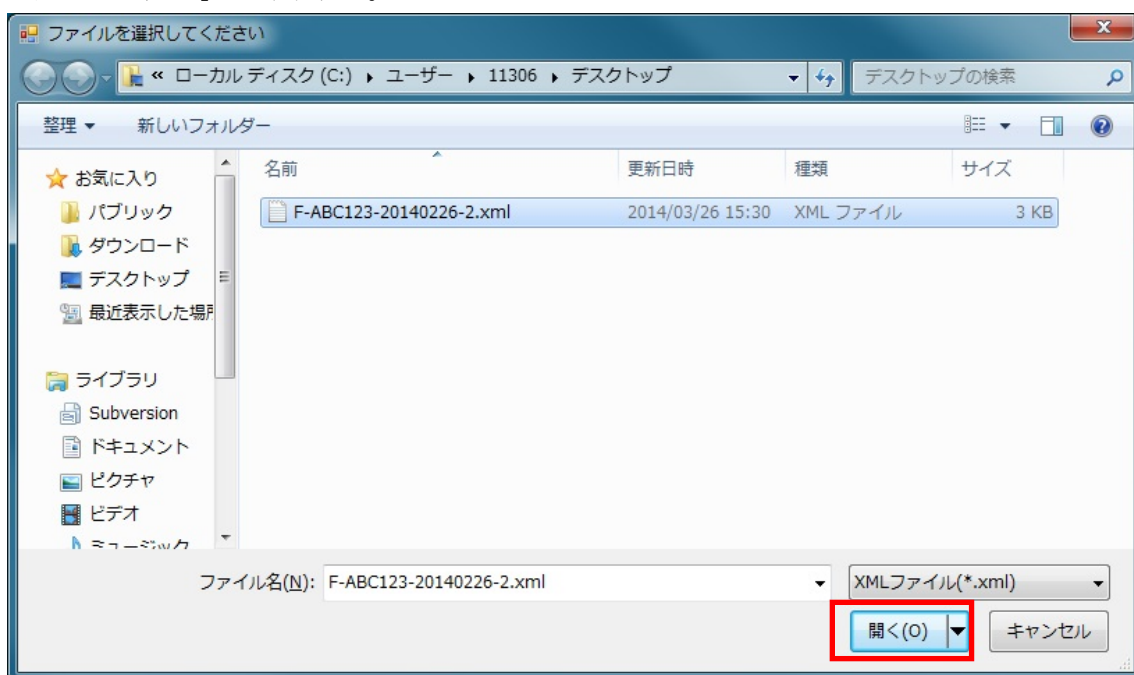 ファイルを選択してください
« ローカル ディスク (C:) ▸ ユーザー ▸ 11306 ▸ デスクトップ
デスクトップの検索
整理 ▼ 新しいフォルダー
名前 更新日時 種類 サイズ
F-ABC123-20140226-2.xml 2014/03/26 15:30 XML ファイル 3 KB
お気に入り
パブリック
ダウンロード
デスクトップ
最近表示した場所
ライブラリ
Subversion
ドキュメント
ピクチャ
ビデオ
ミュージック
ファイル名(N): F-ABC123-20140226-2.xml XMLファイル(*.xml)
開く(O) キャンセル